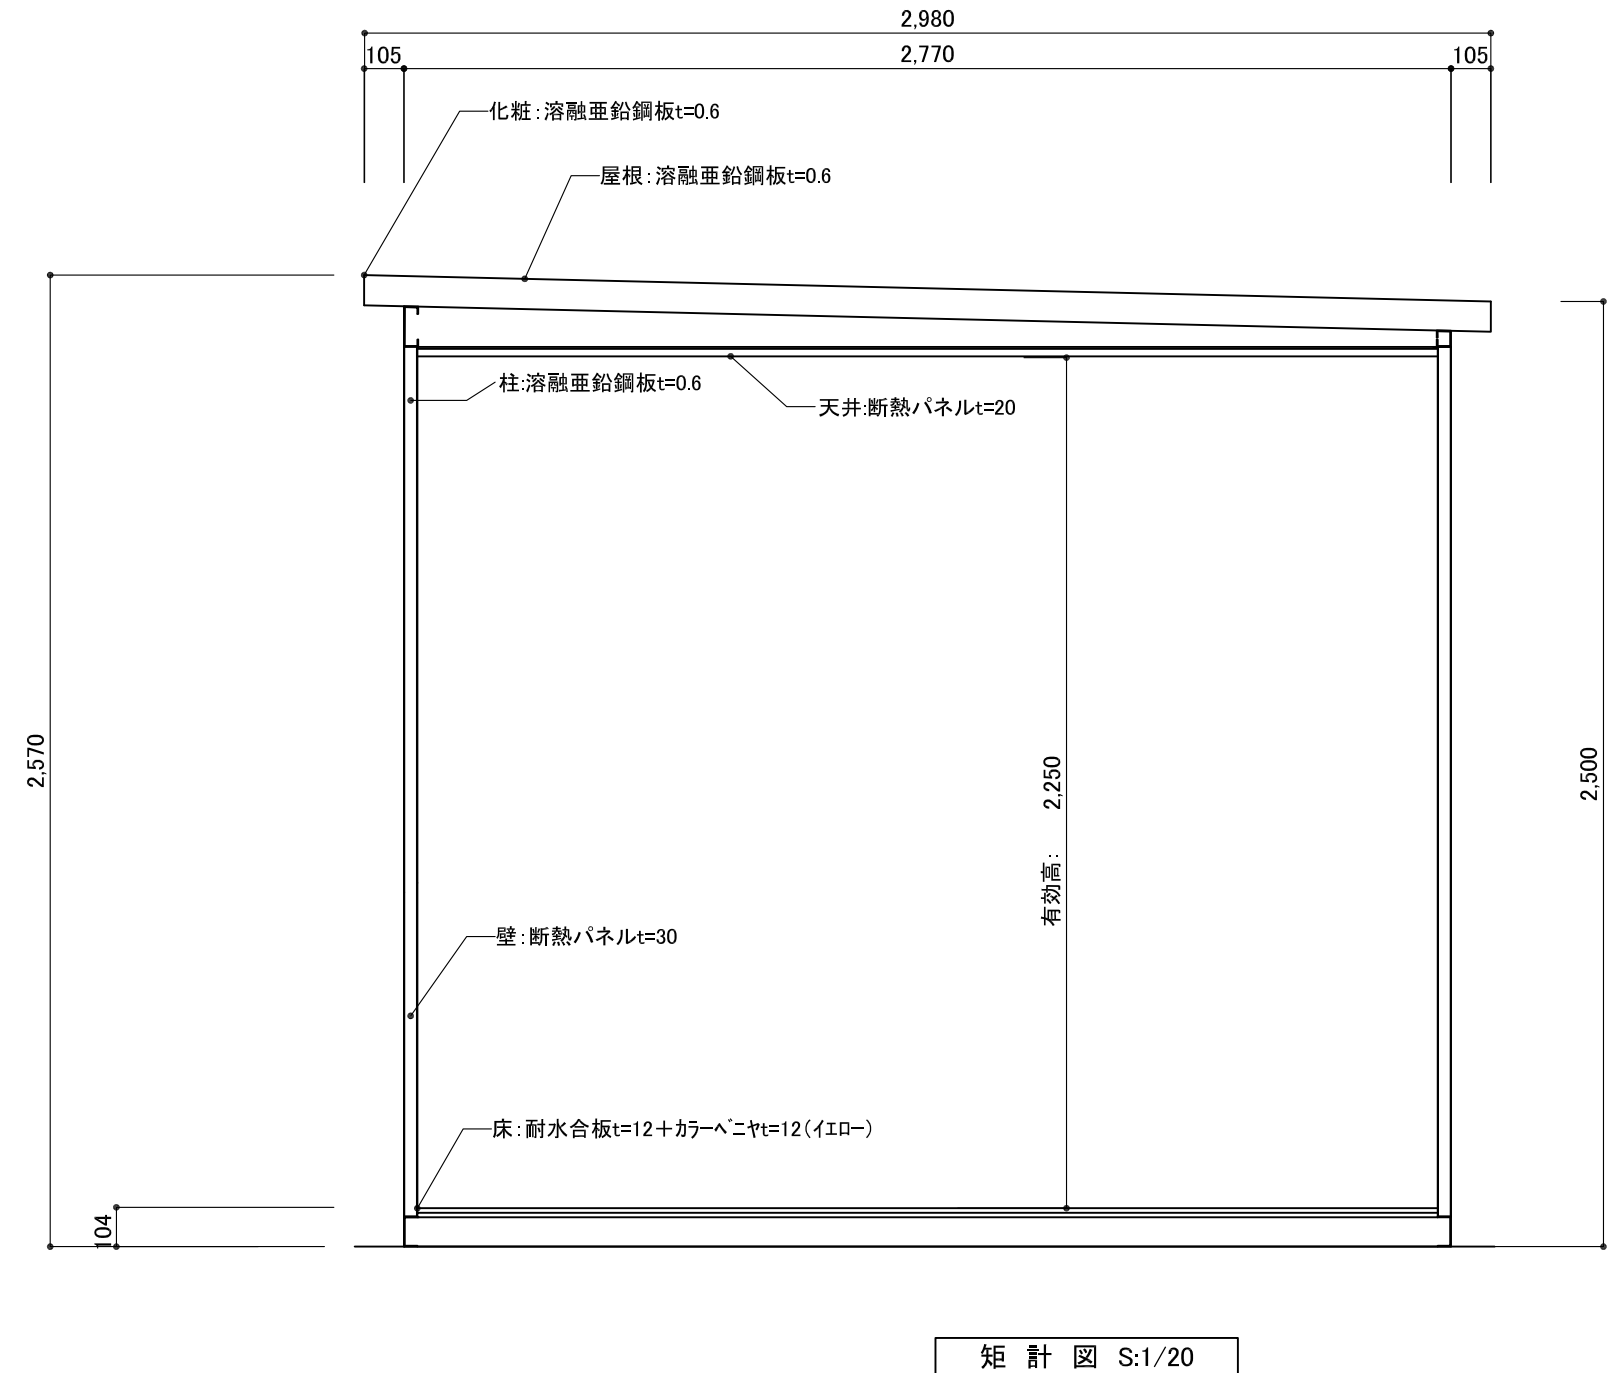 2,980
105
2,770
105
化粧:溶融亜鉛鋼板t=0.6
屋根:溶融亜鉛鋼板t=0.6
柱:溶融亜鉛鋼板t=0.6
天井:断熱パネルt=20
2,570
有効高: 2,250
2,500
壁:断熱パネルt=30
床:耐水合板t=12+カラーベニヤt=12(イエロー)
104
矩 計 図 S:1/20